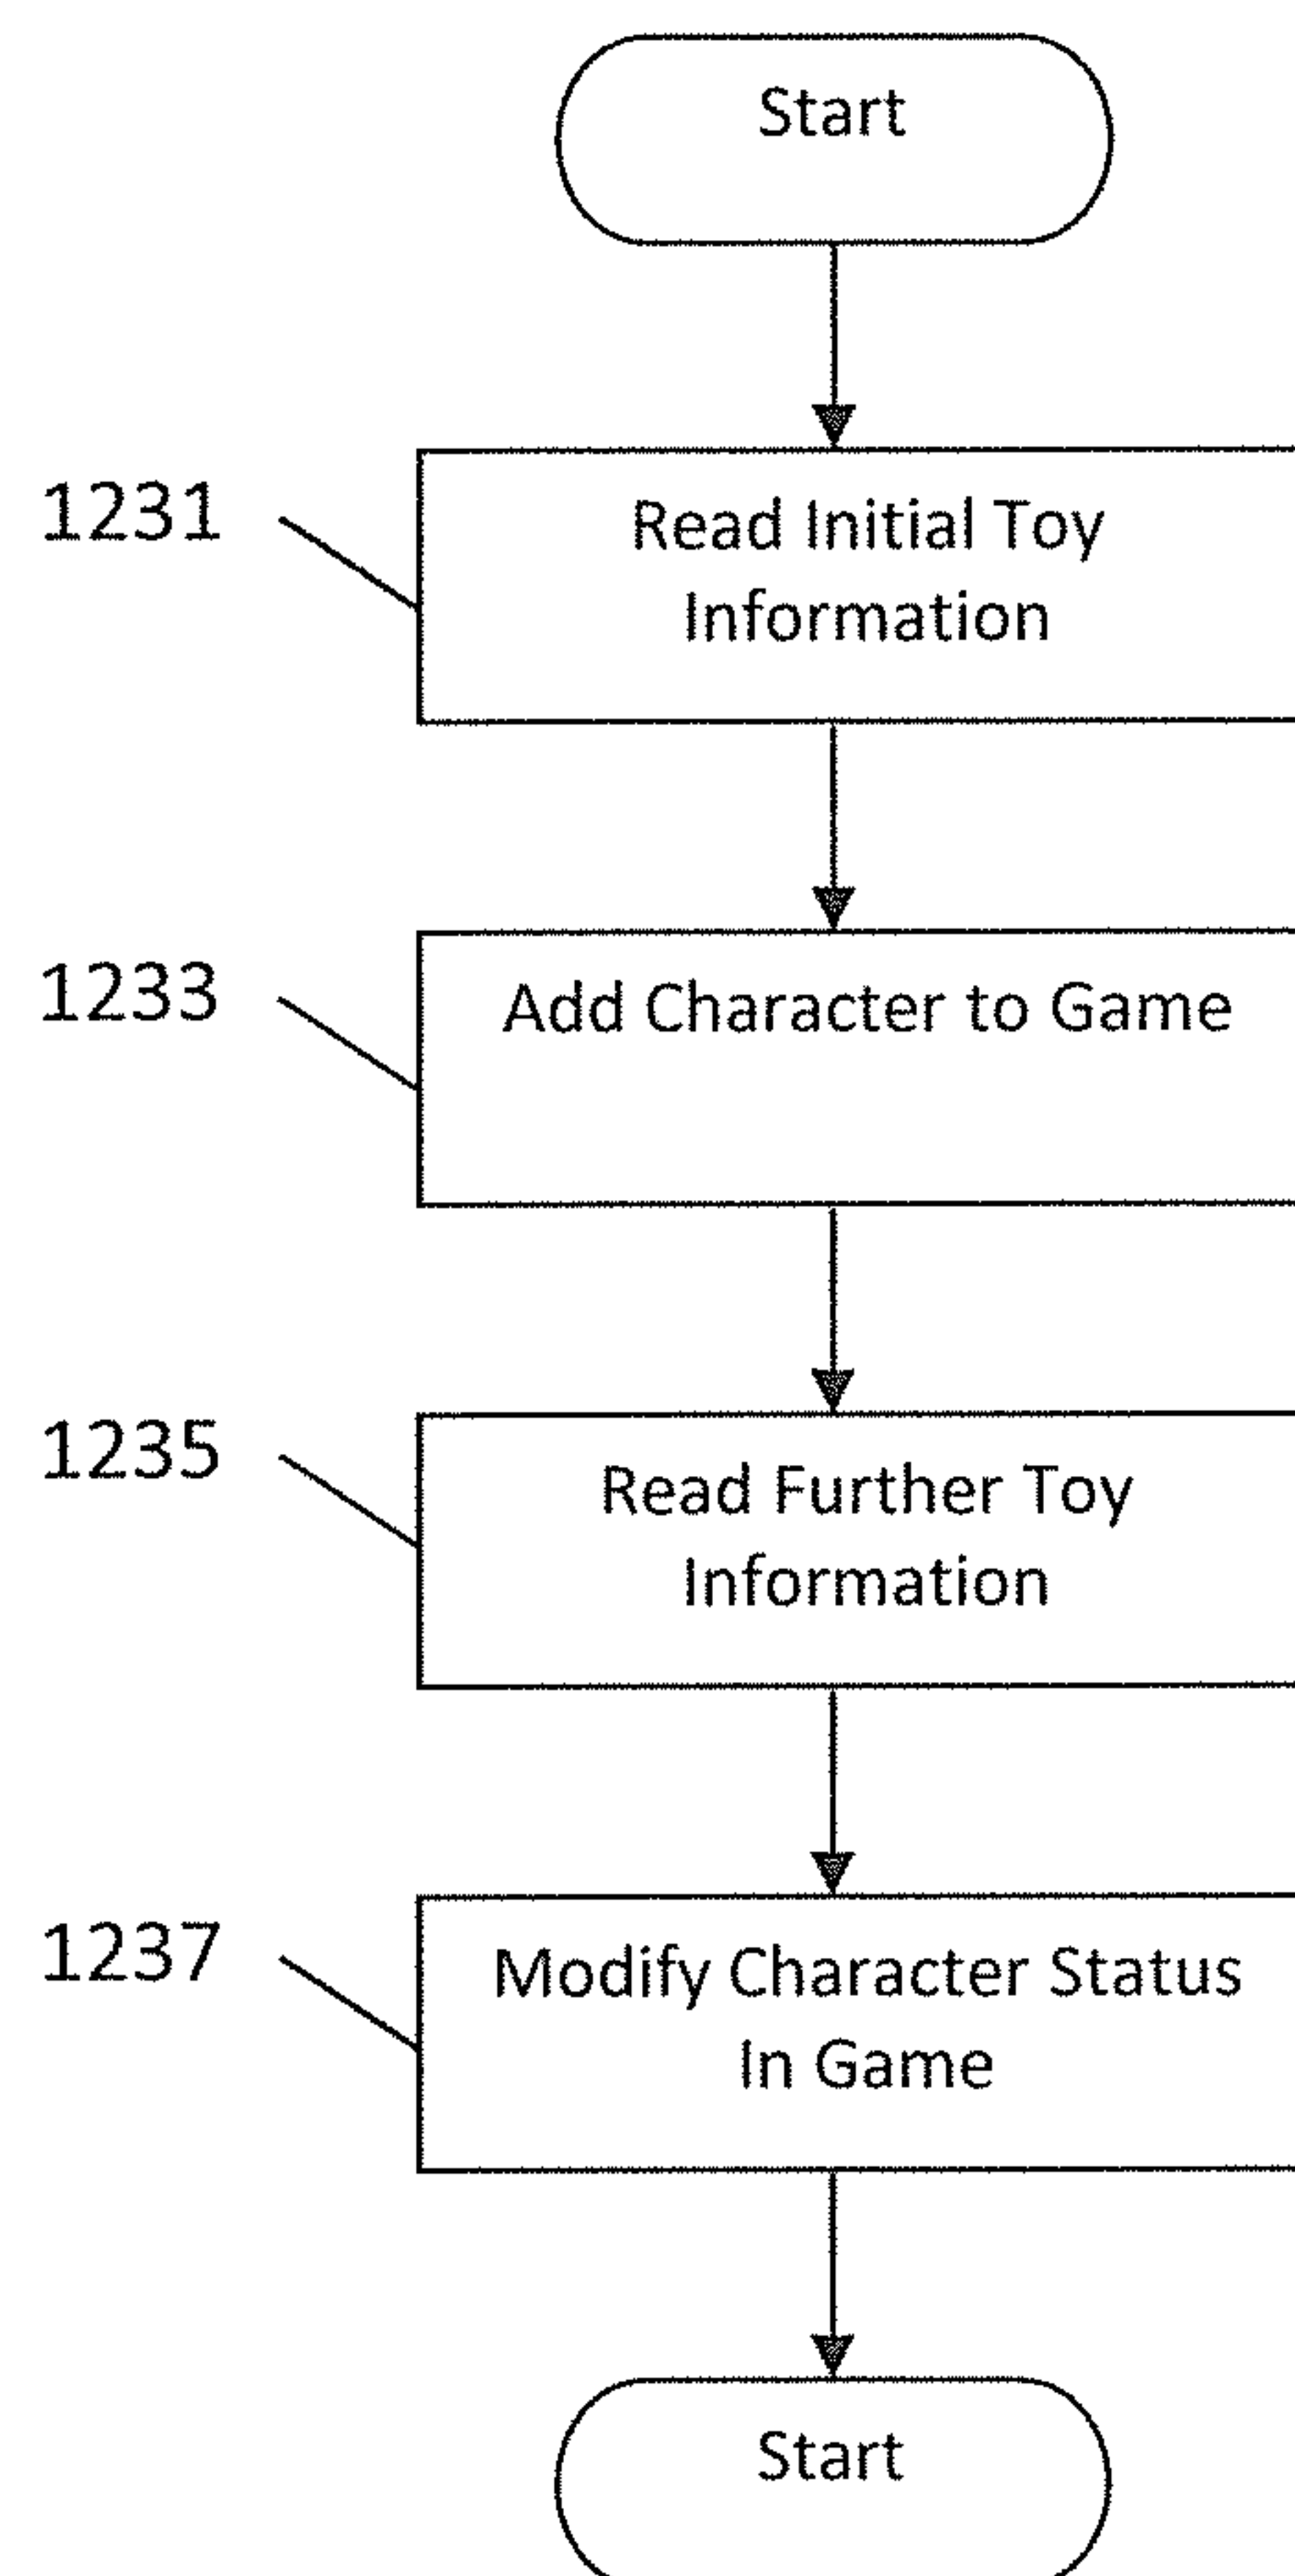 Start
1231
Read Initial Toy
Information
1233
Add Character to Game
1235
Read Further Toy
Information
1237
Modify Character Status
In Game
Start